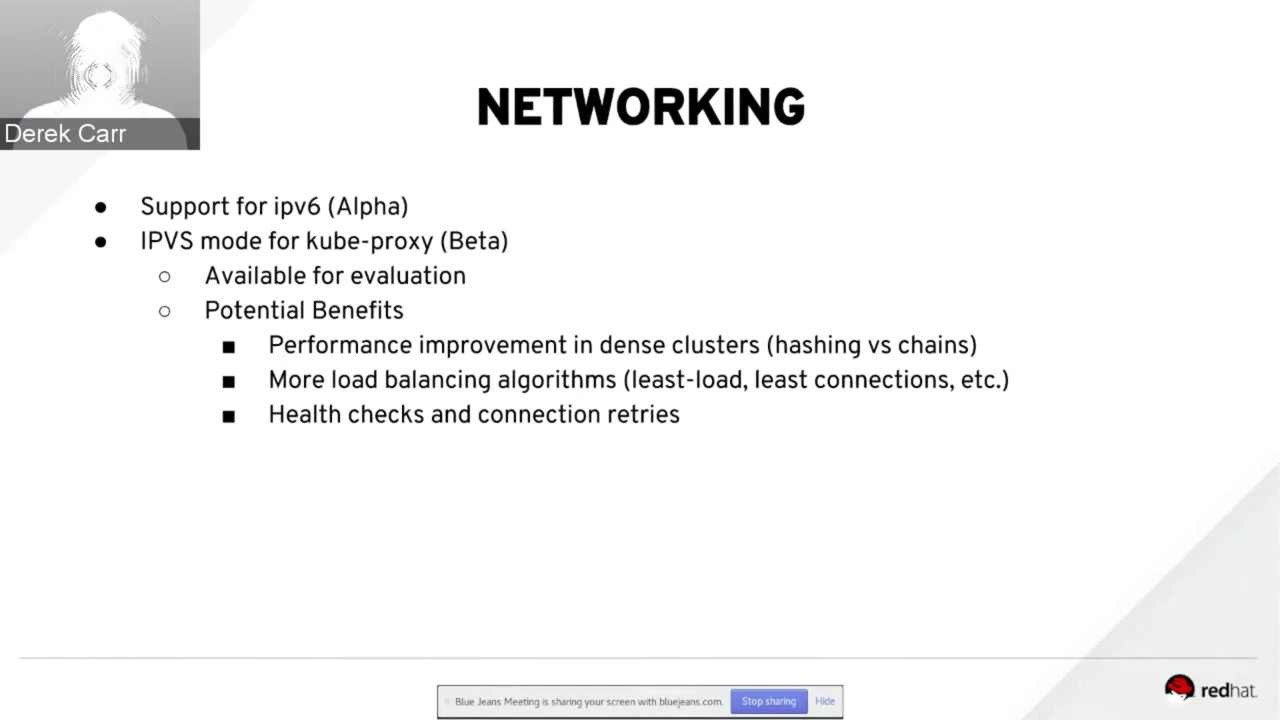 Derek Carr
NETWORKING
● Support for ipv6 (Alpha)
● IPVS mode for kube-proxy (Beta)
○ Available for evaluation
○ Potential Benefits
■ Performance improvement in dense clusters (hashing vs chains)
■ More load balancing algorithms (least-load, least connections, etc.)
■ Health checks and connection retries
redhat.
Blue Jeans Meeting is sharing your screen with bluejeans.com. Stop sharing Hide